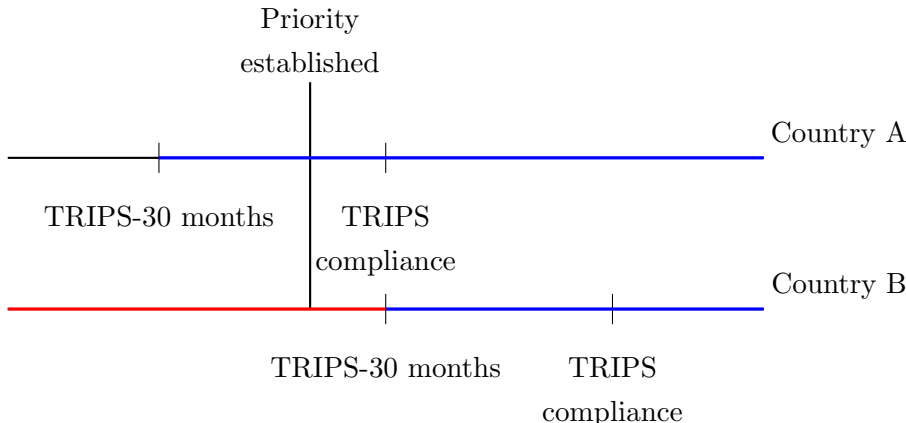 Priority
established
Country A
TRIPS-30 months
TRIPS
compliance
Country B
TRIPS-30 months
TRIPS
compliance